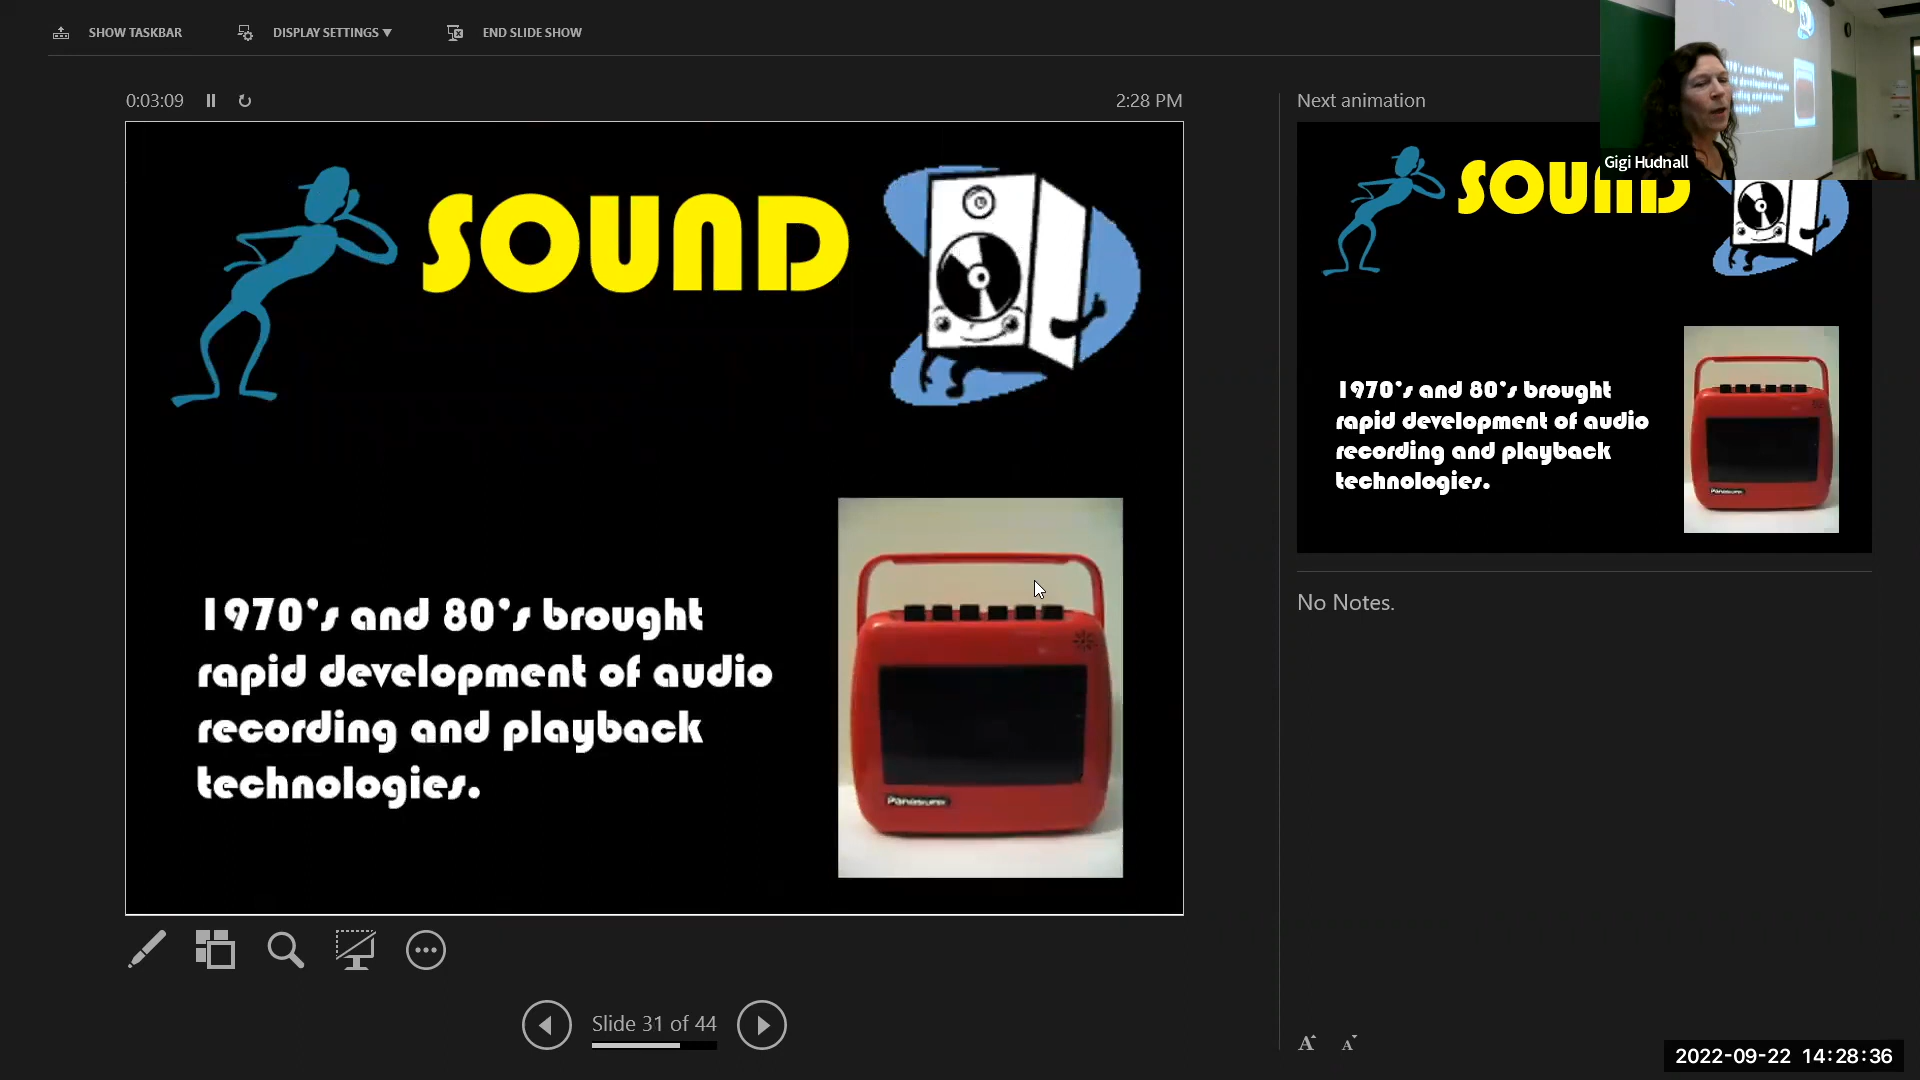 SHOW TASKBAR
DISPLAY SETTINGS ▼
END SLIDE SHOW
0:03:09
2:28 PM
Next animation
Gigi Hudnall
SOUND
1970's and 80's brought
rapid development of audio
recording and playback
technologies.
Panasonic
SOUND
1970's and 80's brought
rapid development of audio
recording and playback
technologies.
Panasonic
No Notes.
Slide 31 of 44
A A
2022-09-22 14:28:36